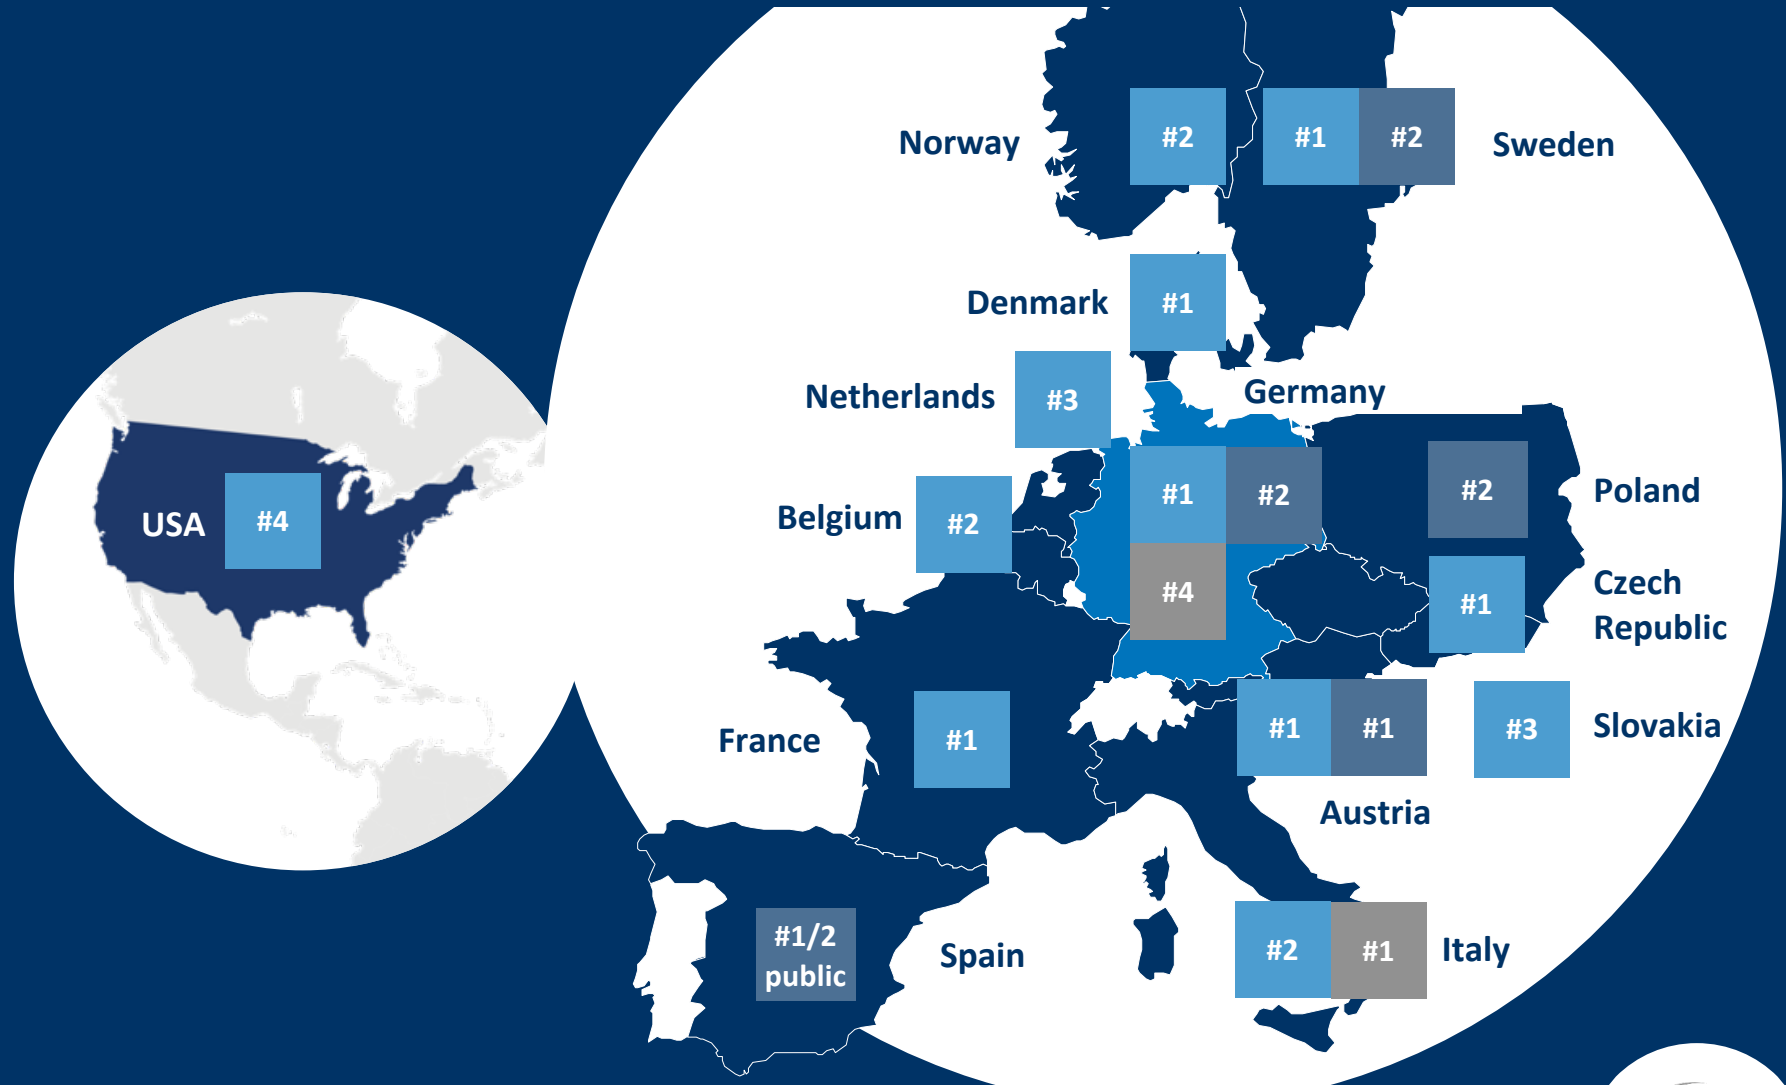 Norway
#2
#1
#2
Sweden
Denmark
#1
Netherlands
#3
Germany
#1
#2
#4
Poland
#2
USA
#4
Belgium
#2
Czech
Republic
#1
France
#1
#1
#1
Austria
#3
Slovakia
#1/2
public
Spain
#2
#1
Italy